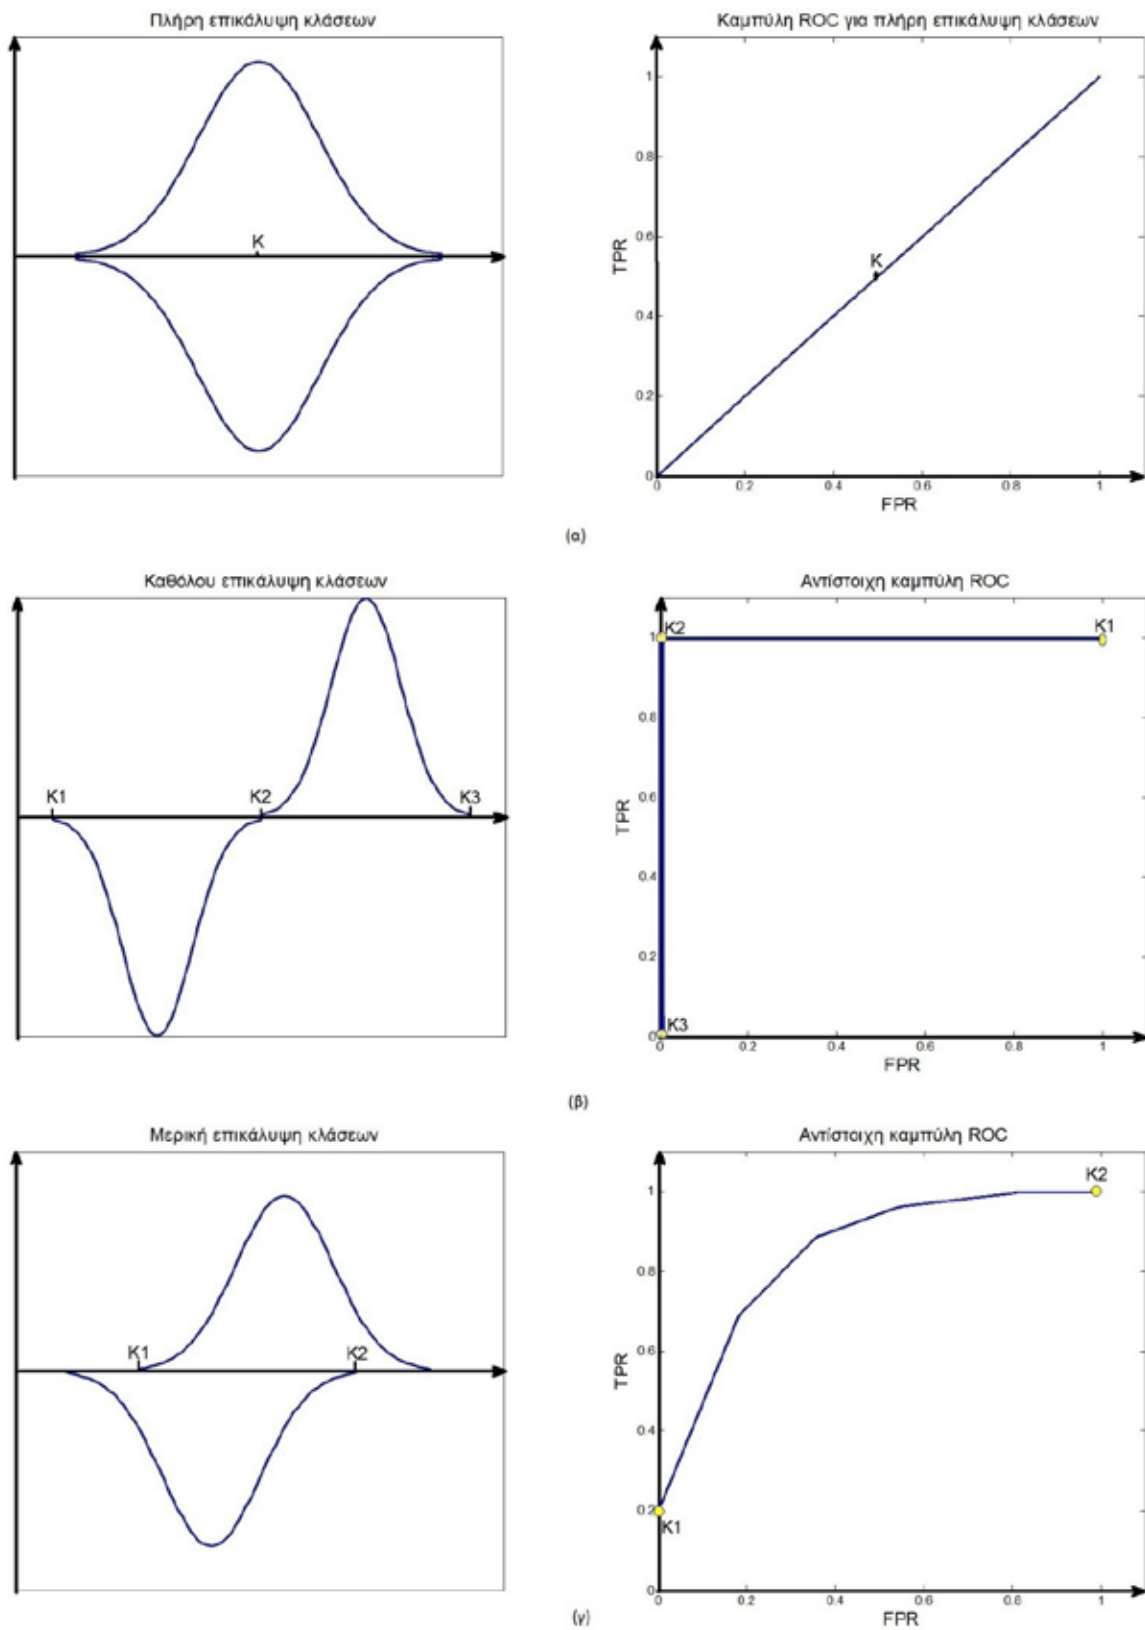 Πλήρη επικάλυψη κλάσεων
K
Καμπύλη ROC για πλήρη επικάλυψη κλάσεων
TPR
1
0.8
0.6
K
0.4
0.2
0
0 0.2 0.4 0.6 0.8 1
FPR
(α)
Καθόλου επικάλυψη κλάσεων
K1 K2 K3
Αντίστοιχη καμπύλη ROC
TPR
1 K2 K1
0.8
0.6
0.4
0.2
0 K3
0 0.2 0.4 0.6 0.8 1
FPR
(β)
Μερική επικάλυψη κλάσεων
K1 K2
Αντίστοιχη καμπύλη ROC
TPR
K2
1
0.8
0.6
0.4
0.2
K1
0
0 0.2 0.4 0.6 0.8 1
FPR
(γ)